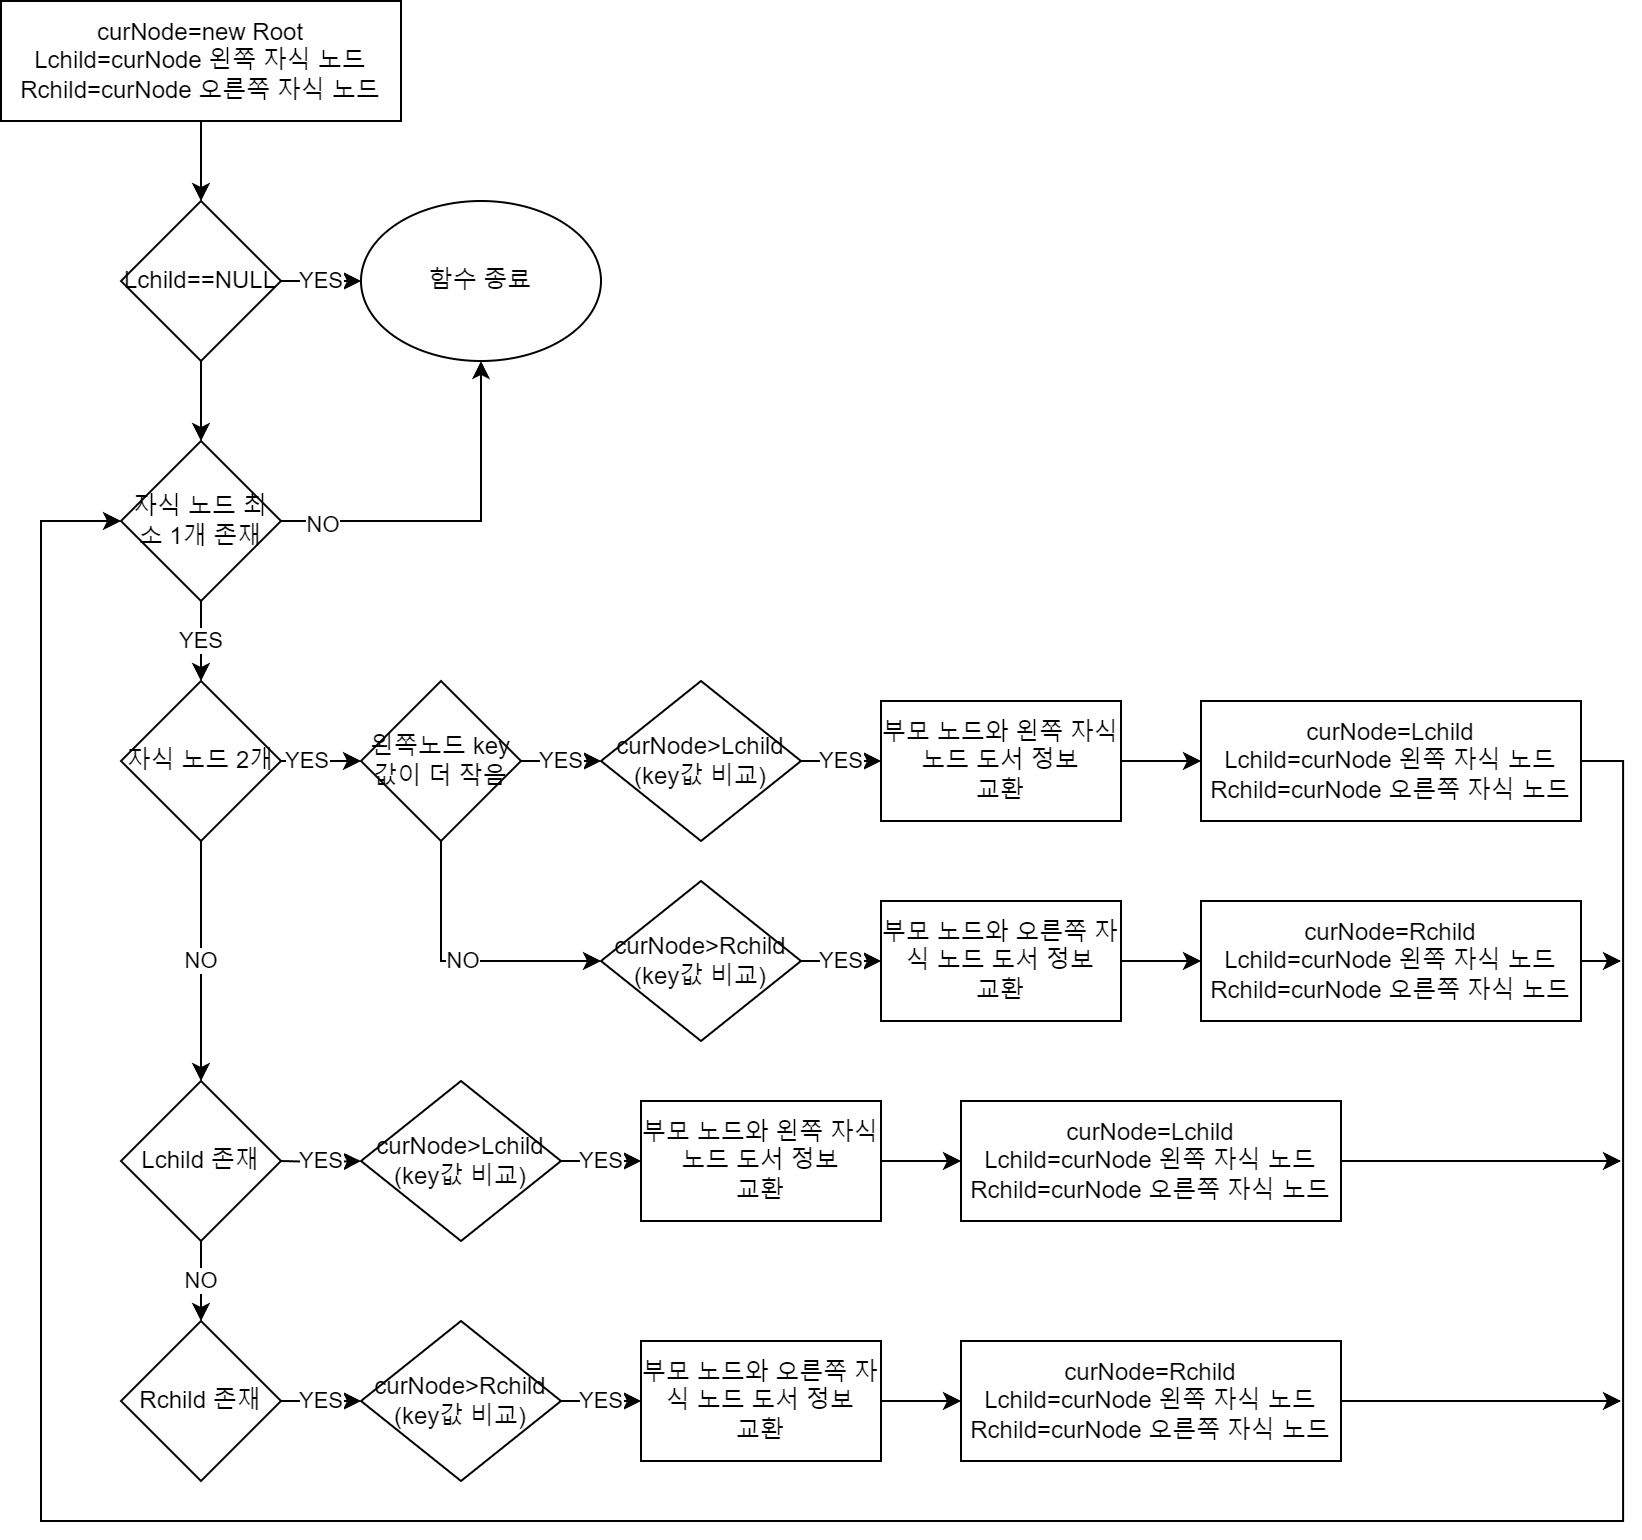 curNode=new Root
Lchild=curNode 왼쪽 자식 노드
Rchild=curNode 오른쪽 자식 노드
Lchild==NULL
YES
함수 종료
자식 노드 최
소 1개 존재
NO
YES
자식 노드 2개
YES
왼쪽노드 key
값이 더 작음
YES
curNode>Lchild
(key값 비교)
YES
부모 노드와 왼쪽 자식
노드 도서 정보
교환
curNode=Lchild
Lchild=curNode 왼쪽 자식 노드
Rchild=curNode 오른쪽 자식 노드
NO
NO
curNode>Rchild
(key값 비교)
YES
부모 노드와 오른쪽 자
식 노드 도서 정보
교환
curNode=Rchild
Lchild=curNode 왼쪽 자식 노드
Rchild=curNode 오른쪽 자식 노드
Lchild 존재
YES
curNode>Lchild
(key값 비교)
YES
부모 노드와 왼쪽 자식
노드 도서 정보
교환
curNode=Lchild
Lchild=curNode 왼쪽 자식 노드
Rchild=curNode 오른쪽 자식 노드
NO
Rchild 존재
YES
curNode>Rchild
(key값 비교)
YES
부모 노드와 오른쪽 자
식 노드 도서 정보
교환
curNode=Rchild
Lchild=curNode 왼쪽 자식 노드
Rchild=curNode 오른쪽 자식 노드